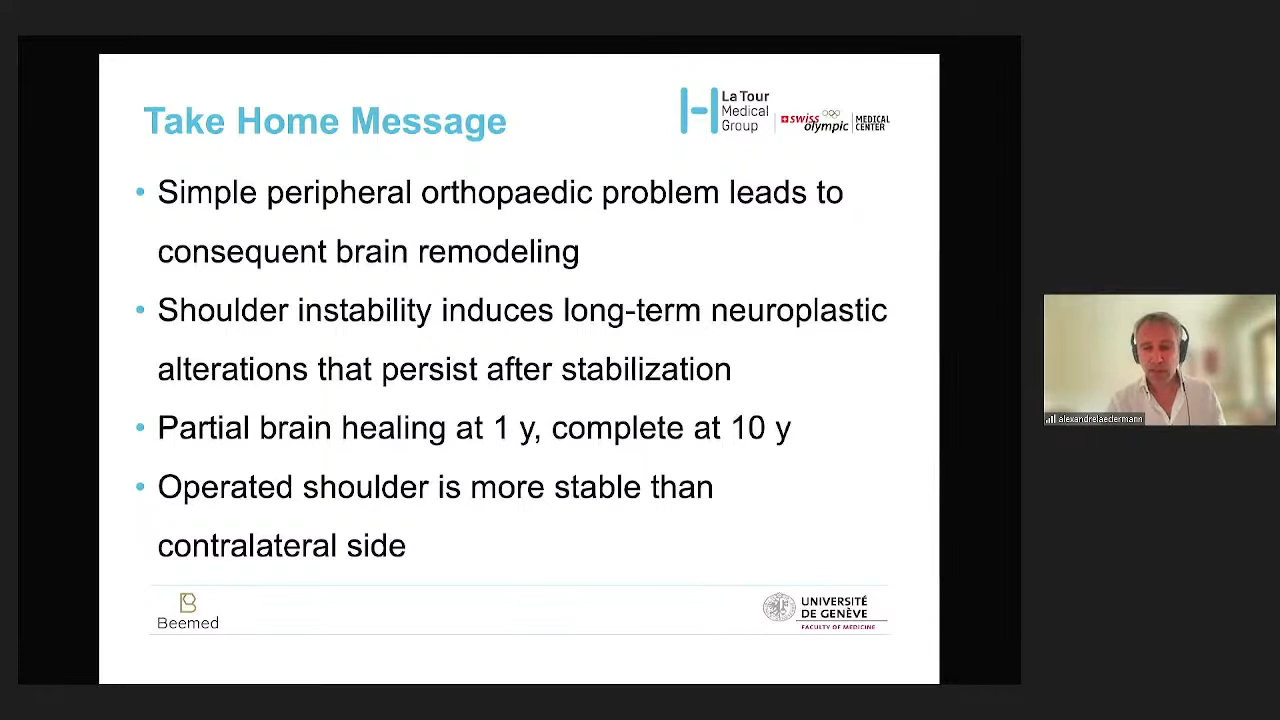 Take Home Message
La Tour
Medical
Group
swiss
olympic
MEDICAL
CENTER
• Simple peripheral orthopaedic problem leads to
consequent brain remodeling
• Shoulder instability induces long-term neuroplastic
alterations that persist after stabilization
• Partial brain healing at 1 y, complete at 10 y
• Operated shoulder is more stable than
contralateral side
Beemed
UNIVERSITÉ
DE GENÈVE
FACULTY OF MEDICINE
alexandrelaedermann